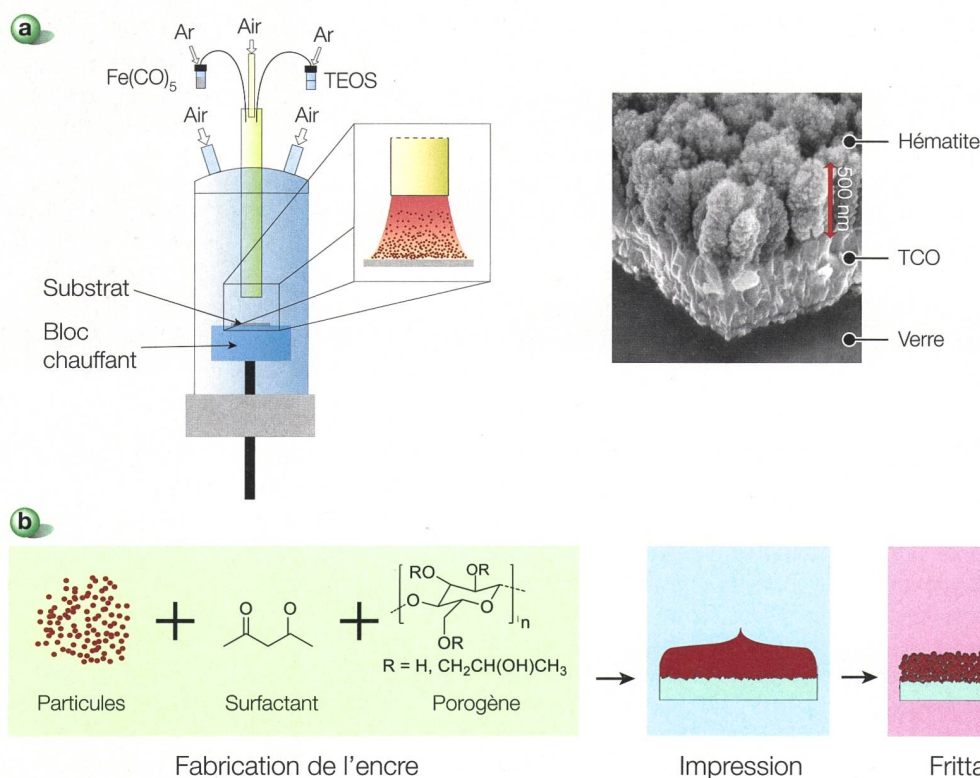 a
Ar
Air
Ar
Fe(CO)5
TEOS
Air
Air
Substrat
Bloc
chauffant
500 nm
Hématite
TCO
Verre
b
RO
OR
O
O
O
O
n
OR
R = H, CH2CH(OH)CH3
Particules
Surfactant
Porogène
Fabrication de l'encre
Impression